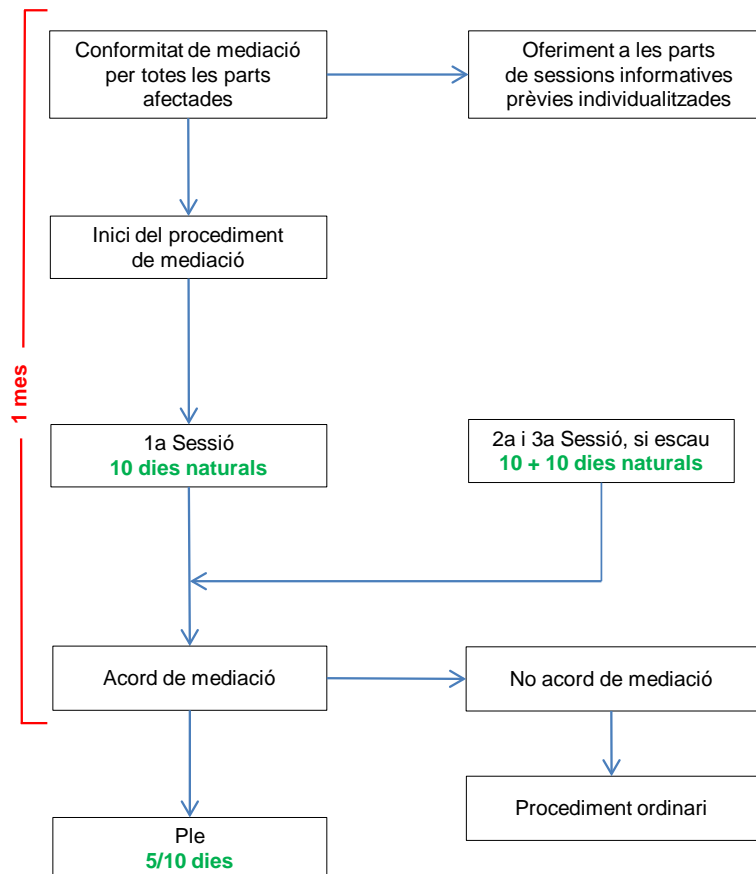 Conformitat de mediació
per totes les parts
afectades
Oferiment a les parts
de sessions informatives
prèvies individualitzades
Inici del procediment
de mediació
1 mes
1a Sessió
10 dies naturals
2a i 3a Sessió, si escau
10 + 10 dies naturals
Acord de mediació
No acord de mediació
Ple
5/10 dies
Procediment ordinari